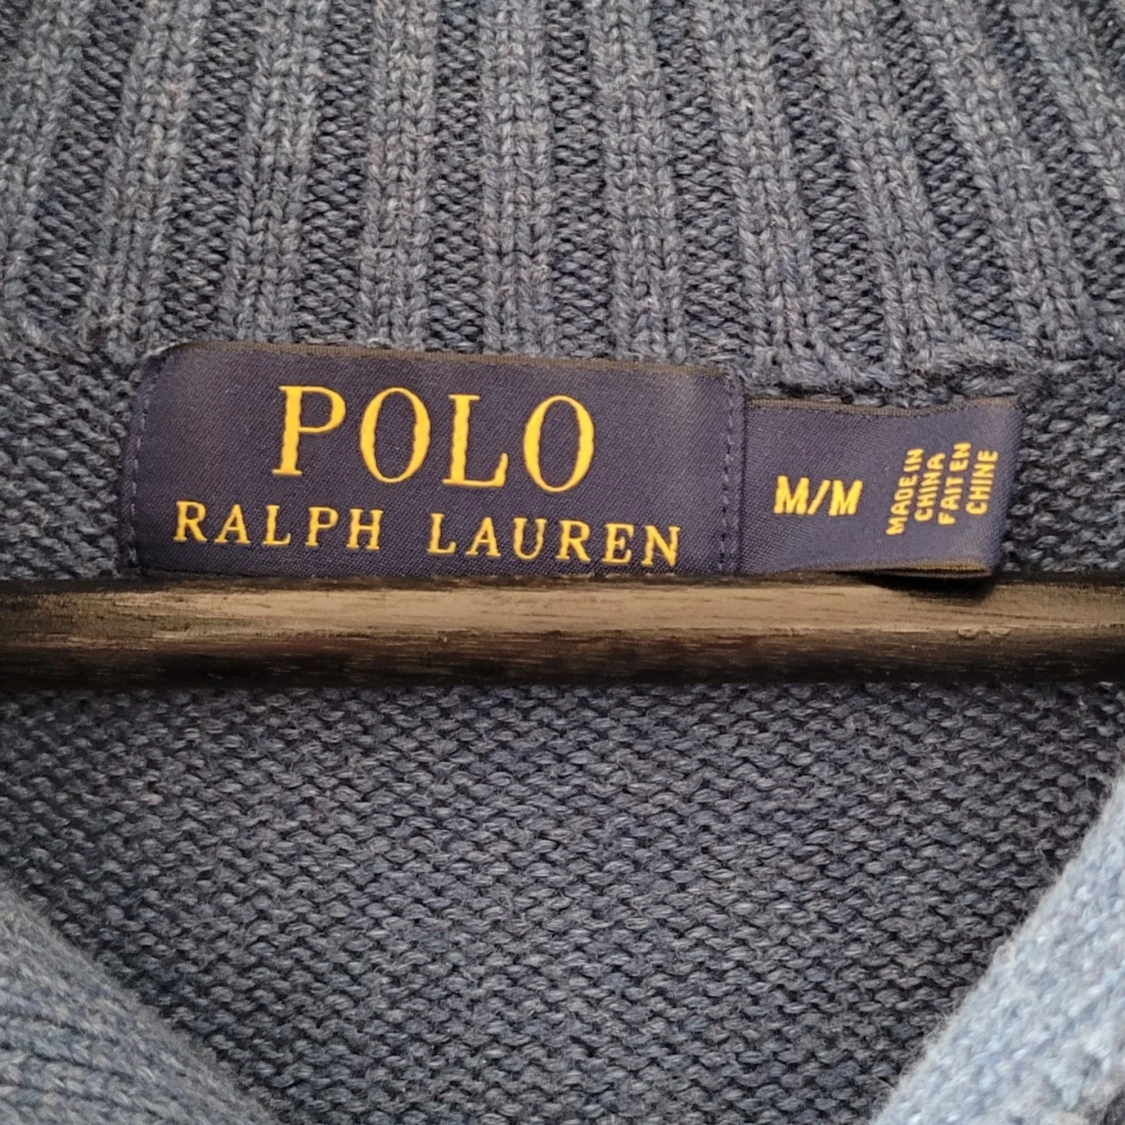 POLO
RALPH LAUREN
M/M
MADE IN
CHINA
FAIT EN
CHINE